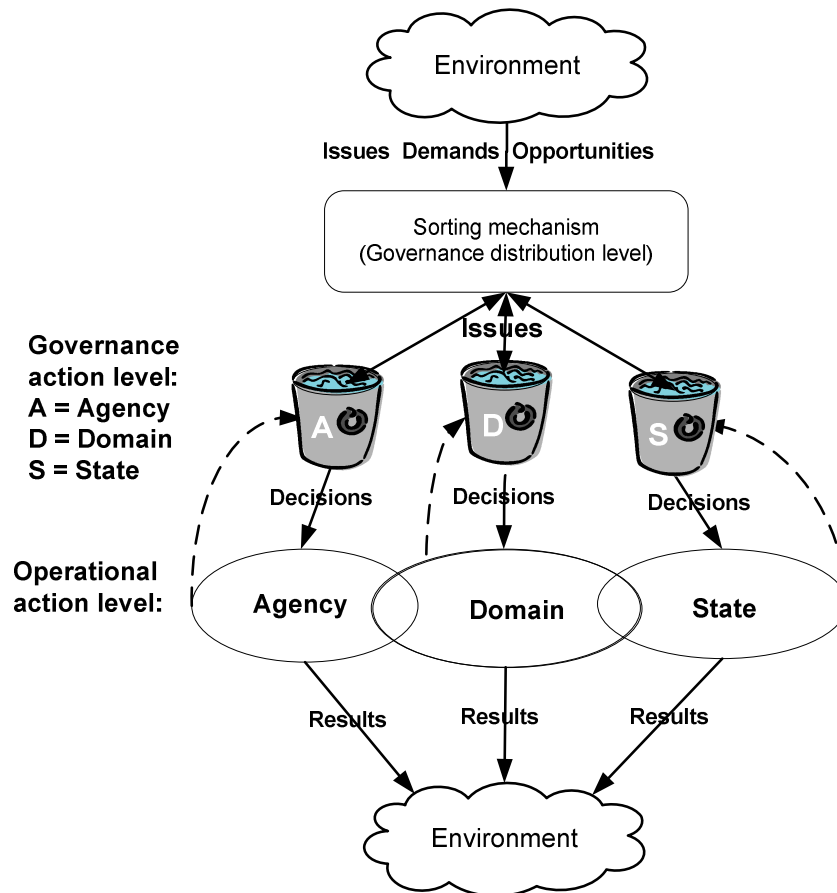 Environment
Issues Demands Opportunities
Sorting mechanism
(Governance distribution level)
Issues
Governance
action level:
A = Agency
D = Domain
S = State
A
D
S
Decisions
Decisions
Decisions
Operational
action level:
Agency
Domain
State
Results
Results
Results
Environment